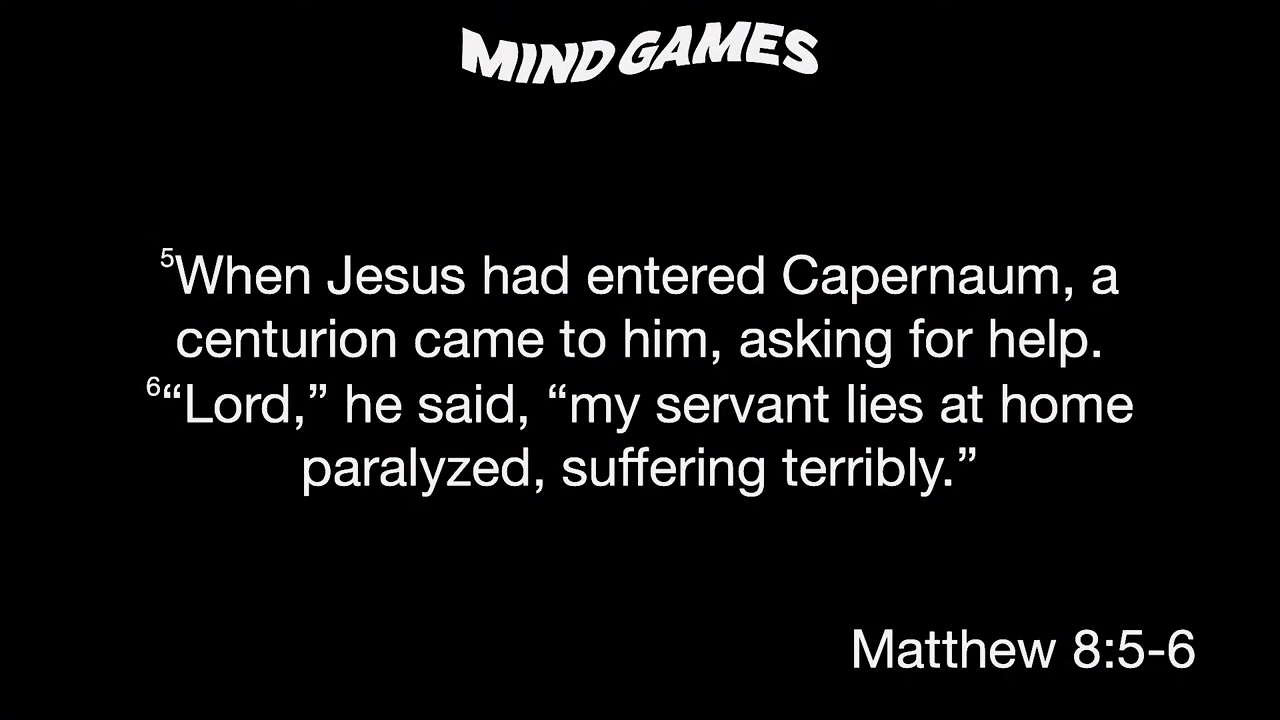 MIND GAMES
⁵When Jesus had entered Capernaum, a
centurion came to him, asking for help.
⁶“Lord,” he said, “my servant lies at home
paralyzed, suffering terribly.”
Matthew 8:5-6